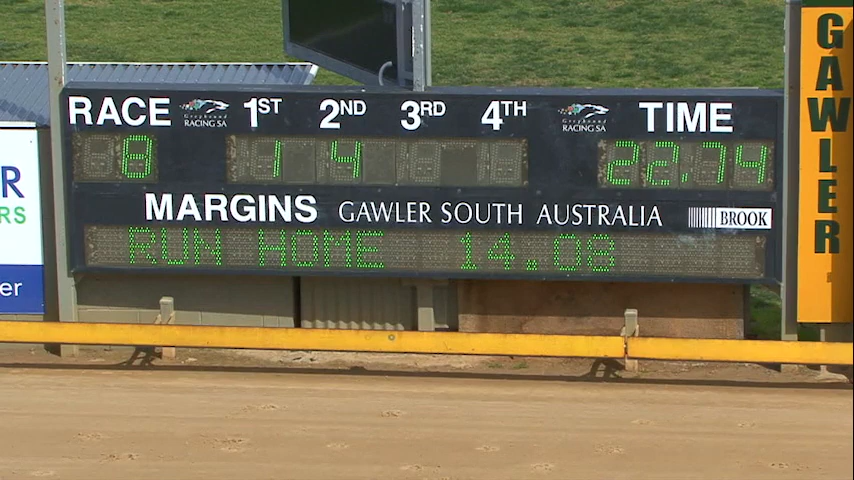 RACE Greyhound RACING SA 1ST 2ND 3RD 4TH Greyhound RACING SA TIME
8 1 4 22.74
MARGINS GAWLER SOUTH AUSTRALIA BROOK
RUN HOME 14.08
GAWLER
R
RS
er